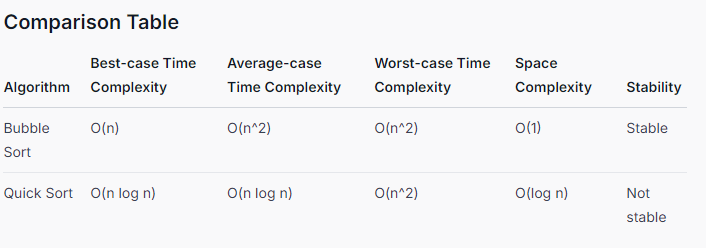 Comparison Table
Algorithm Best-case Time Complexity Average-case Time Complexity Worst-case Time Complexity Space Complexity Stability
Bubble Sort O(n) O(n^2) O(n^2) O(1) Stable
Quick Sort O(n log n) O(n log n) O(n^2) O(log n) Not stable